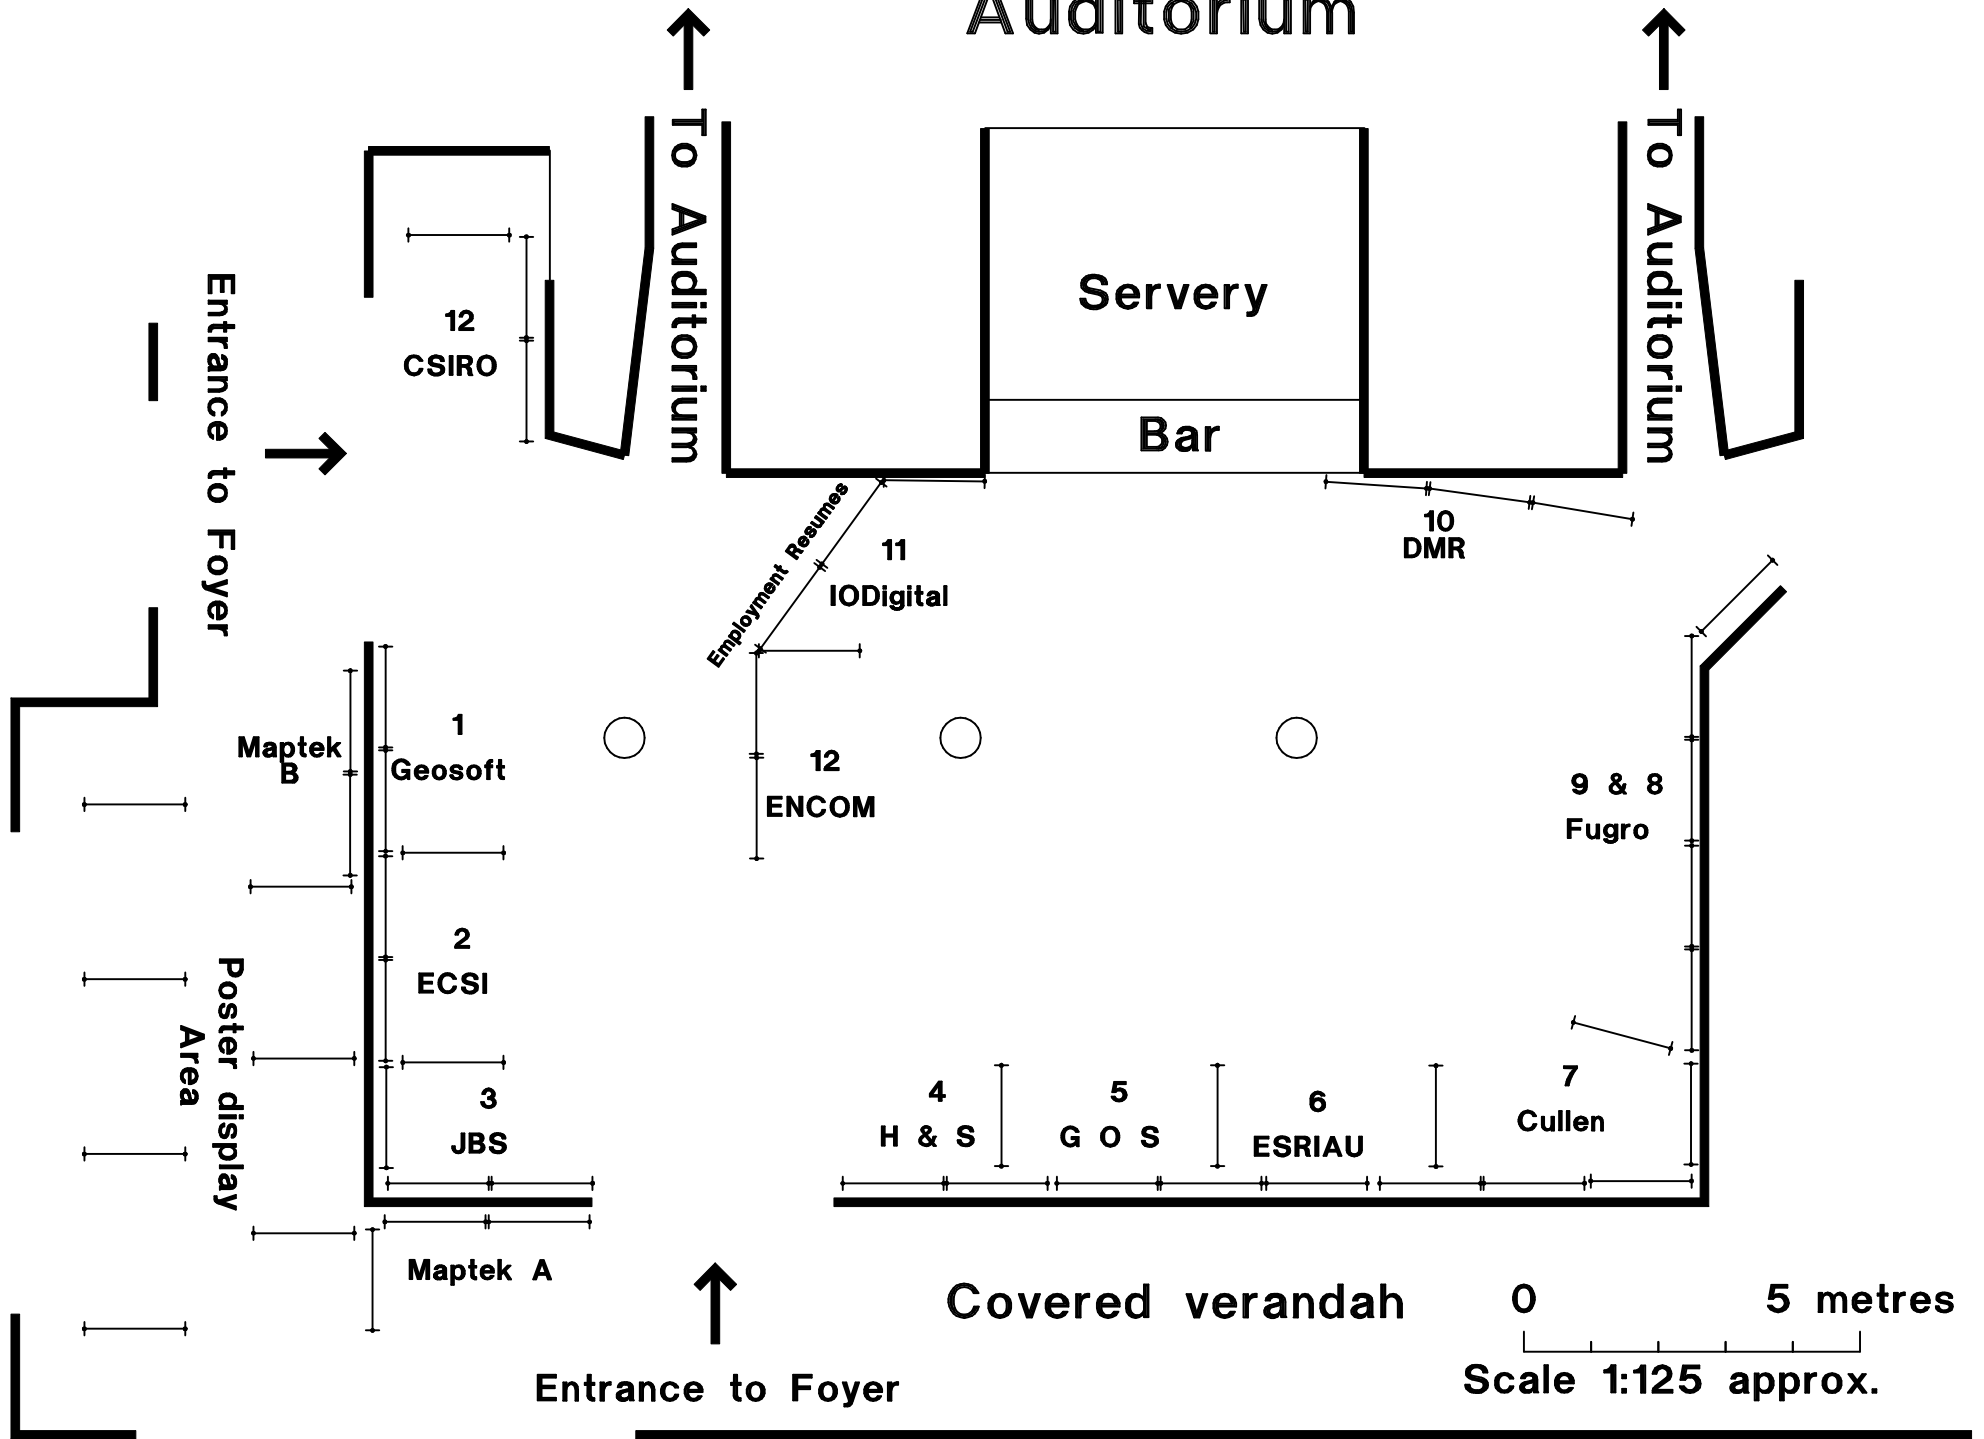 Auditorium
To Auditorium
To Auditorium
Servery
Bar
Entrance to Foyer
12
CSIRO
Employment Resumes
11
IODigital
10
DMR
Maptek
B
1
Geosoft
12
ENCOM
9 & 8
Fugro
2
ECSI
Poster display
Area
3
JBS
4
H & S
5
G O S
6
ESRIAU
7
Cullen
Maptek A
Covered verandah
0 5 metres
Scale 1:125 approx.
Entrance to Foyer